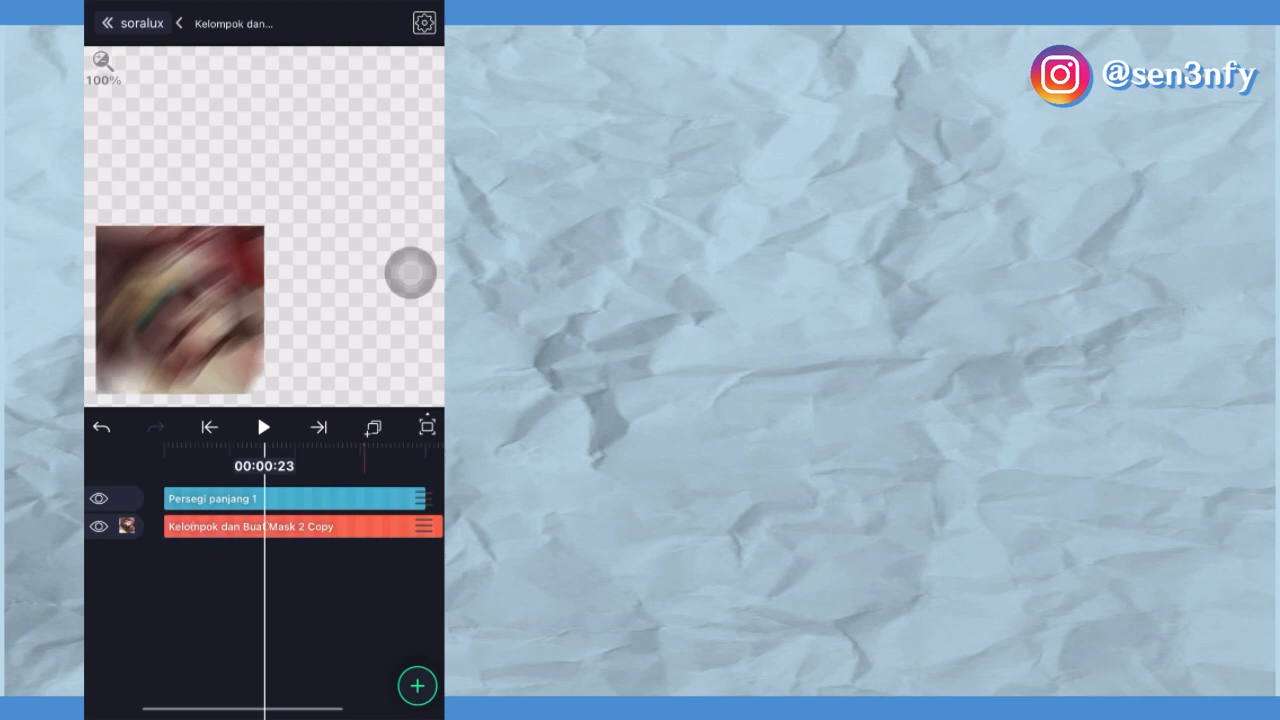 soralux
Kelompok dan...
@sen3nfy
100%
00:00:23
Persegi panjang 1
Kelompok dan Buat Mask 2 Copy